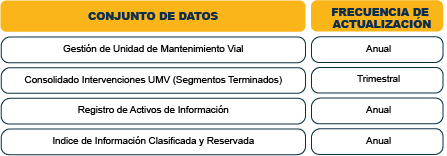 CONJUNTO DE DATOS
FRECUENCIA DE
ACTUALIZACIÓN
Gestión de Unidad de Mantenimiento Vial
Anual
Consolidado Intervenciones UMV (Segmentos Terminados)
Trimestral
Registro de Activos de Información
Anual
Indice de Información Clasificada y Reservada
Anual